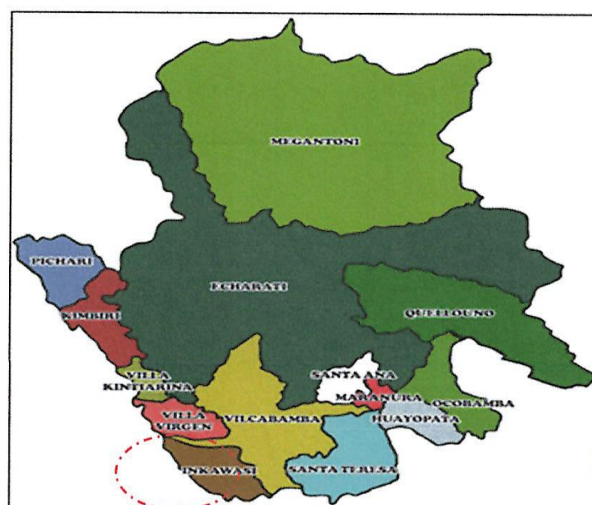 MEGANTONI
PICHARI
ECHARATI
KIMBIRI
QUELLOUNO
VILLA
KINTIARINA
SANTA ANA
MARANURA
OCOBAMBA
VILLA
VIRGEN
VILCABAMBA
HUAYOPATA
INKAWASI
SANTA TERESA